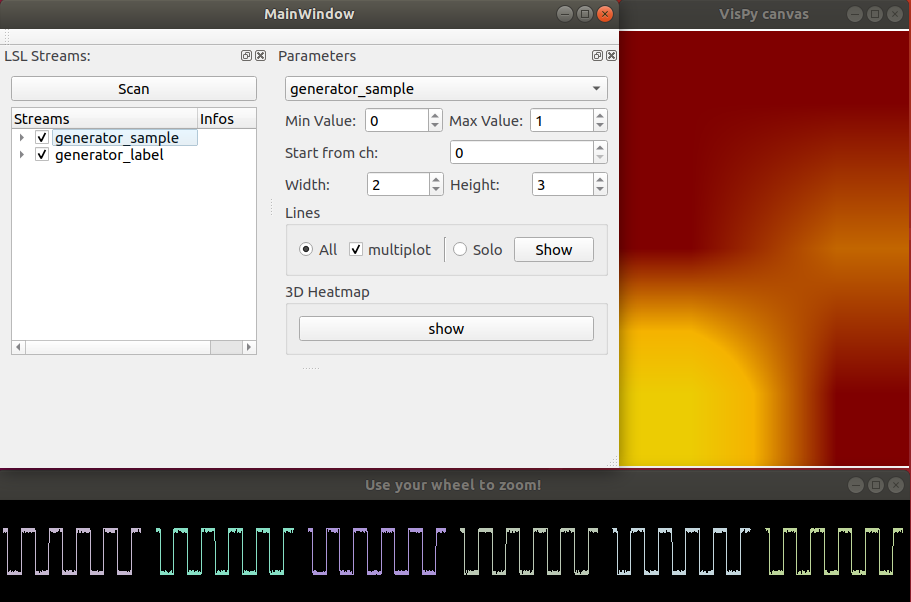 MainWindow
VisPy canvas
LSL Streams:
Parameters
Scan
generator_sample
Streams Infos
Min Value: 0 Max Value: 1
generator_sample
generator_label
Start from ch: 0
Width: 2 Height: 3
Lines
All multiplot Solo Show
3D Heatmap
show
Use your wheel to zoom!